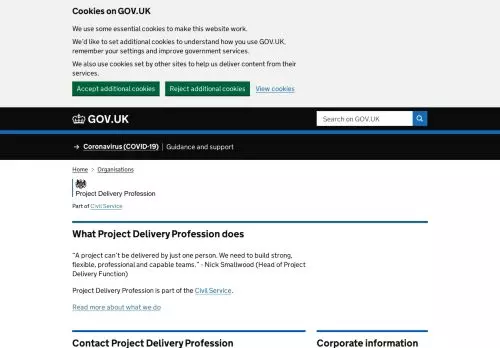 Cookies on GOV.UK
We use some essential cookies to make this website work.
We'd like to set additional cookies to understand how you use GOV.UK,
remember your settings and improve government services.
We also use cookies set by other sites to help us deliver content from their
services.
Accept additional cookies Reject additional cookies View cookies
GOV.UK Search on GOV.UK
→ Coronavirus (COVID-19) Guidance and support
Home > Organisations
Project Delivery Profession
Part of Civil Service
What Project Delivery Profession does
“A project can’t be delivered by just one person. We need to build strong,
flexible, professional and capable teams.” - Nick Smallwood (Head of Project
Delivery Function)
Project Delivery Profession is part of the Civil Service.
Read more about what we do
Contact Project Delivery Profession Corporate information